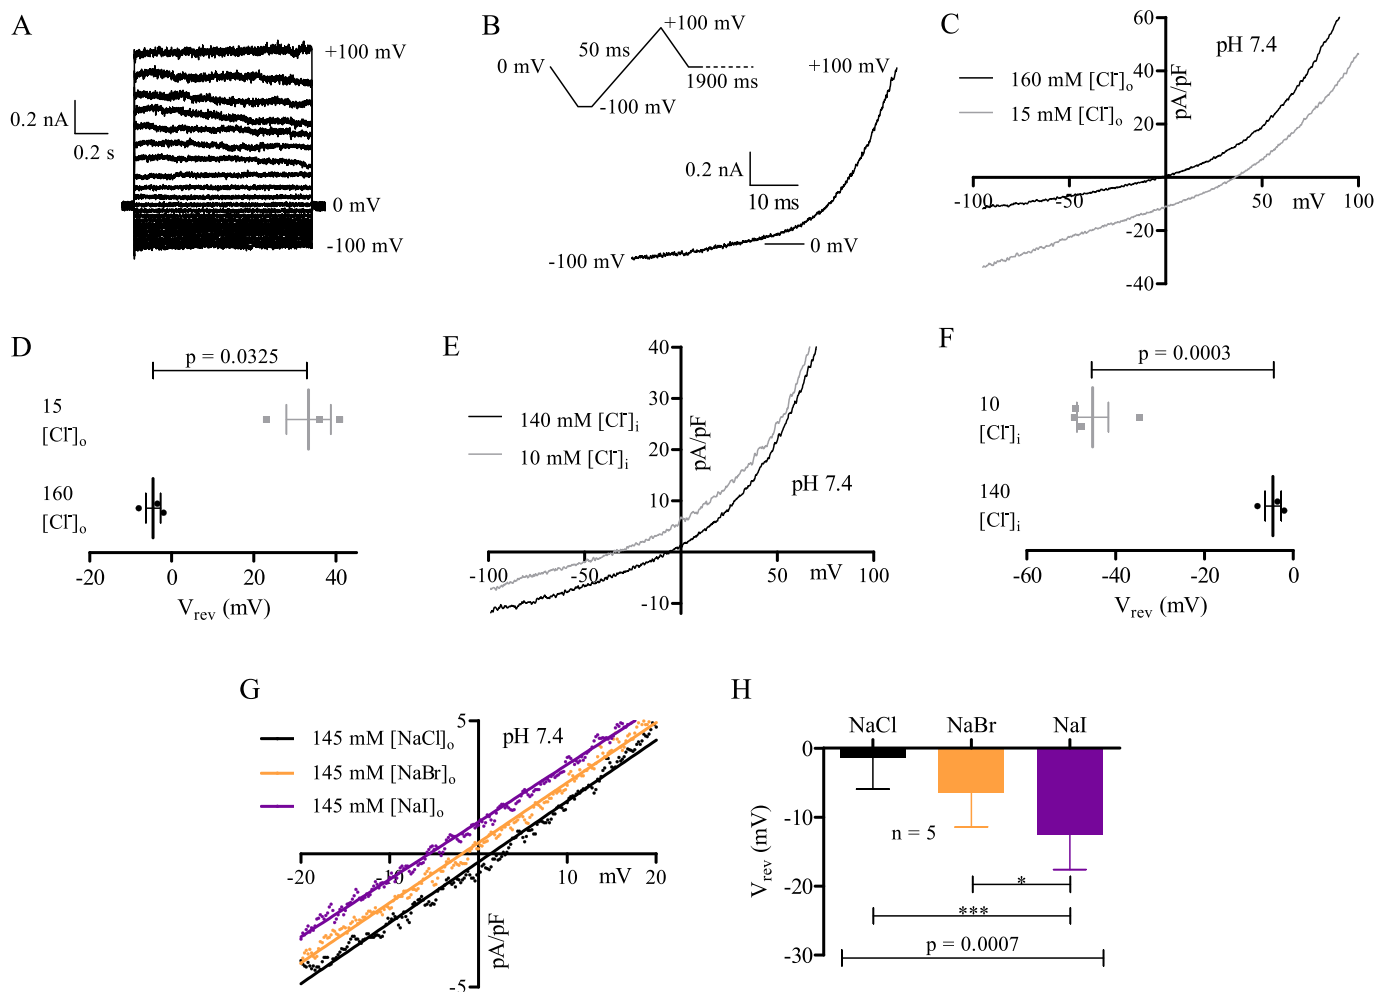 A
+100 mV
0.2 nA
0.2 s
0 mV
-100 mV
B
+100 mV
50 ms
0 mV
1900 ms
-100 mV
+100 mV
0.2 nA
10 ms
0 mV
-100 mV
C
60
pH 7.4
160 mM [Cl-]o
15 mM [Cl-]o
40
pA/pF
20
-100
-50
50
mV
100
-20
-40
D
p = 0.0325
15
[Cl-]o
160
[Cl-]o
-20
0
20
40
Vrev (mV)
E
40
30
140 mM [Cl-]i
10 mM [Cl-]i
20
pA/pF
pH 7.4
10
-100
-50
50
mV
100
-10
F
p = 0.0003
10
[Cl-]i
140
[Cl-]i
-60
-40
-20
0
Vrev (mV)
G
5
145 mM [NaCl]o
pH 7.4
145 mM [NaBr]o
145 mM [NaI]o
-20
-10
10
mV
20
pA/pF
-5
H
NaCl
NaBr
NaI
0
-10
n = 5
Vrev (mV)
-20
*
***
p = 0.0007
-30